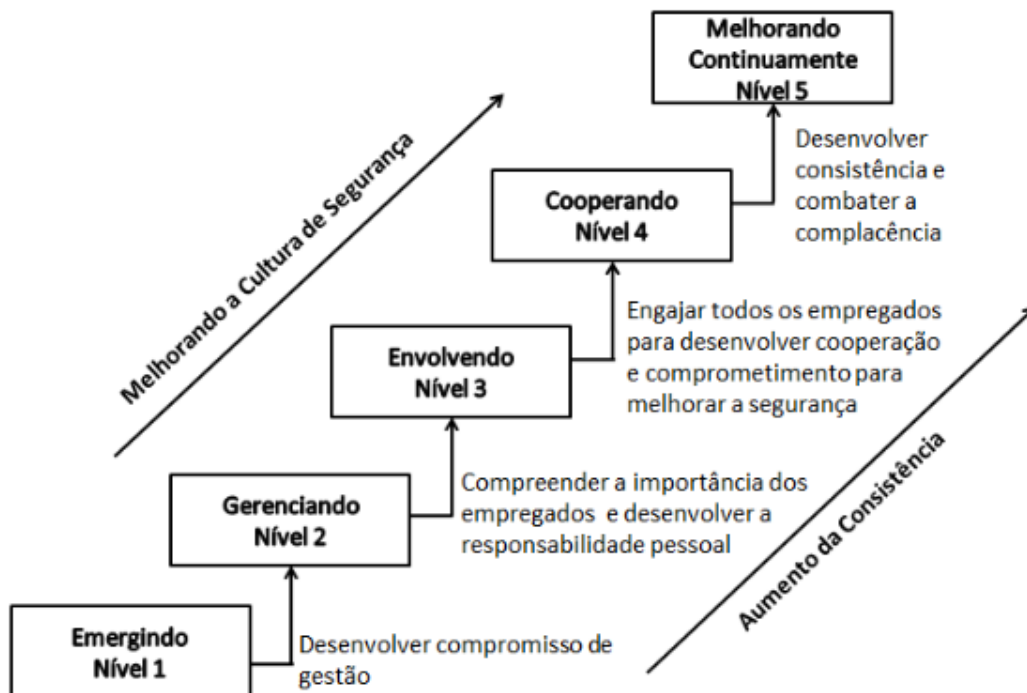 Melhorando
Continuamente
Nível 5
Desenvolver
consistência e
combater a
complacência
Melhorando a Cultura de Segurança
Cooperando
Nível 4
Engajar todos os empregados
para desenvolver cooperação
e comprometimento para
melhorar a segurança
Envolvendo
Nível 3
Aumento da Consistência
Compreender a importância dos
empregados e desenvolver a
responsabilidade pessoal
Gerenciando
Nível 2
Emergindo
Nível 1
Desenvolver compromisso de
gestão